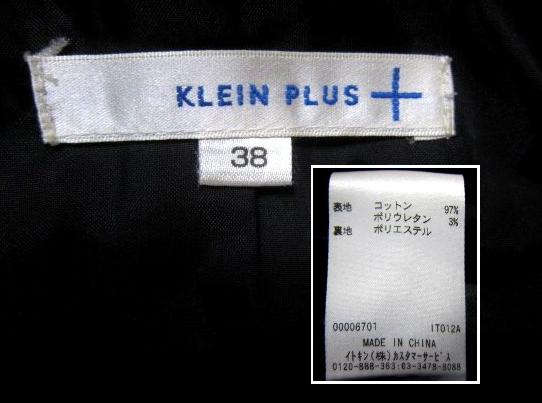 KLEIN PLUS
38
表地 コットン 97%
ポリウレタン 3%
裏地 ポリエステル
00006701 IT012A
MADE IN CHINA
イトキン(株)カスタマーサービス
0120-888-363:03-3478-8088